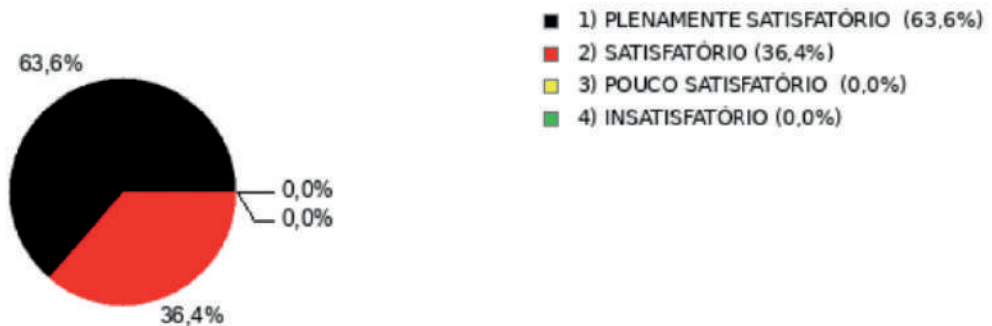 63,6%
0,0%
0,0%
36,4%
1) PLENAMENTE SATISFATÓRIO (63,6%)
2) SATISFATÓRIO (36,4%)
3) POUCO SATISFATÓRIO (0,0%)
4) INSATISFATÓRIO (0,0%)